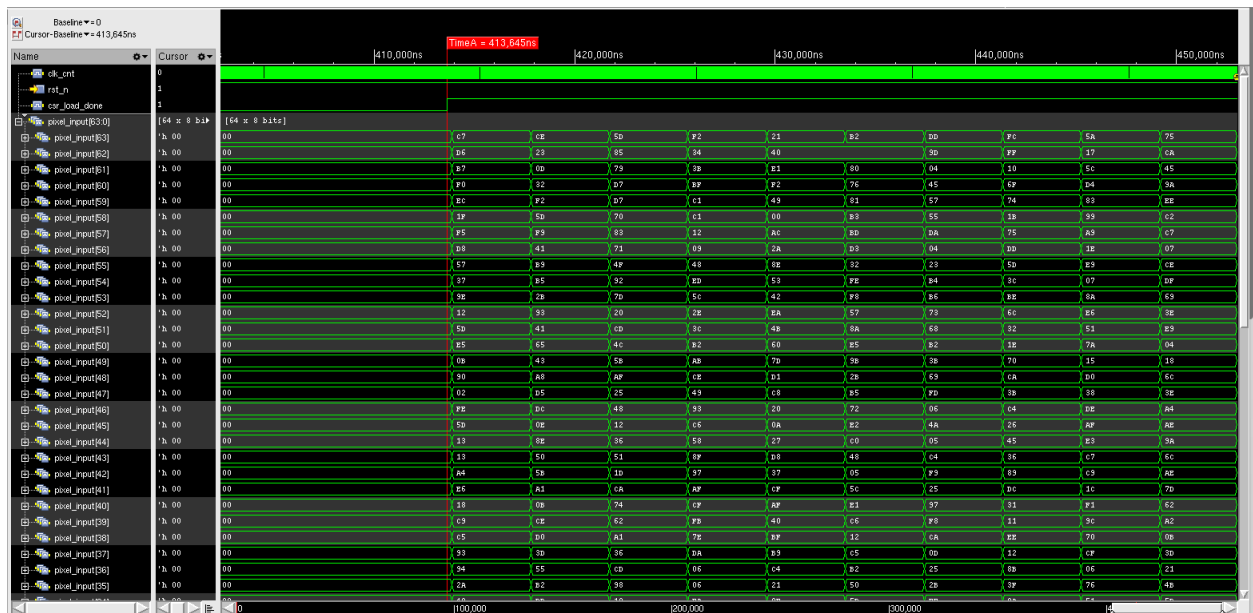 Baseline ▾= 0
Cursor-Baseline ▾= 413,645ns
TimeA = 413,645ns
Name Cursor |410,000ns |420,000ns |430,000ns |440,000ns |450,000ns
clk_cnt 0
rst_n 1
csr_load_done 1
pixel_input[63:0] [64 x 8 bi [64 x 8 bits]
pixel_input[63] 'h 00 00 C7 CE 5D F2 21 B2 DD FC 5A 75
pixel_input[62] 'h 00 00 D6 23 85 34 40 9D FF 17 CA
pixel_input[61] 'h 00 00 B7 0D 79 3B E1 80 04 10 5C 45
pixel_input[60] 'h 00 00 F0 32 D7 BF F2 76 45 6F D4 9A
pixel_input[59] 'h 00 00 EC F2 D7 C1 49 81 57 74 83 EE
pixel_input[58] 'h 00 00 1F 5D 70 C1 00 B3 55 1B 99 C2
pixel_input[57] 'h 00 00 F5 F9 83 12 AC BD DA 75 A9 C7
pixel_input[56] 'h 00 00 D8 41 71 09 2A D3 04 DD 1E 07
pixel_input[55] 'h 00 00 57 B9 4F 48 8E 32 23 5D E9 CE
pixel_input[54] 'h 00 00 37 B5 92 ED 53 FE B4 3C 07 DF
pixel_input[53] 'h 00 00 9E 2B 7D 5C 42 F8 B6 BE 8A 69
pixel_input[52] 'h 00 00 12 93 20 2E EA 57 73 6C E6 3E
pixel_input[51] 'h 00 00 5D 41 CD 3C 4B 8A 68 32 51 E9
pixel_input[50] 'h 00 00 E5 65 4C B2 60 E5 B2 1E 7A 04
pixel_input[49] 'h 00 00 0B 43 5B AB 7D 9B 3B 70 15 18
pixel_input[48] 'h 00 00 90 A8 AF CE D1 2B 69 CA D0 6C
pixel_input[47] 'h 00 00 02 D5 25 49 C8 B5 FD 3B 38 3E
pixel_input[46] 'h 00 00 FE DC 48 93 20 72 06 C4 DE A4
pixel_input[45] 'h 00 00 5D 0E 12 C6 0A E2 4A 26 AF AE
pixel_input[44] 'h 00 00 13 8E 36 58 27 C0 05 45 E3 9A
pixel_input[43] 'h 00 00 13 50 51 8F D8 48 C4 36 C7 6C
pixel_input[42] 'h 00 00 A4 5B 1D 97 37 05 F9 89 C9 AE
pixel_input[41] 'h 00 00 E6 A1 CA AF CF 5C 25 DC 1C 7D
pixel_input[40] 'h 00 00 18 0B 74 CF AF E1 97 31 F1 62
pixel_input[39] 'h 00 00 C9 CE 62 FB 40 C6 F8 11 9C A2
pixel_input[38] 'h 00 00 C5 D0 A1 7E BF 12 CA EE 70 0B
pixel_input[37] 'h 00 00 93 3D 36 DA B9 C5 0D 12 CF 3D
pixel_input[36] 'h 00 00 94 55 CD 06 C4 B2 25 8B 06 21
pixel_input[35] 'h 00 00 2A B2 98 06 21 50 2B 3F 76 4B
0 |100,000 |200,000 |300,000